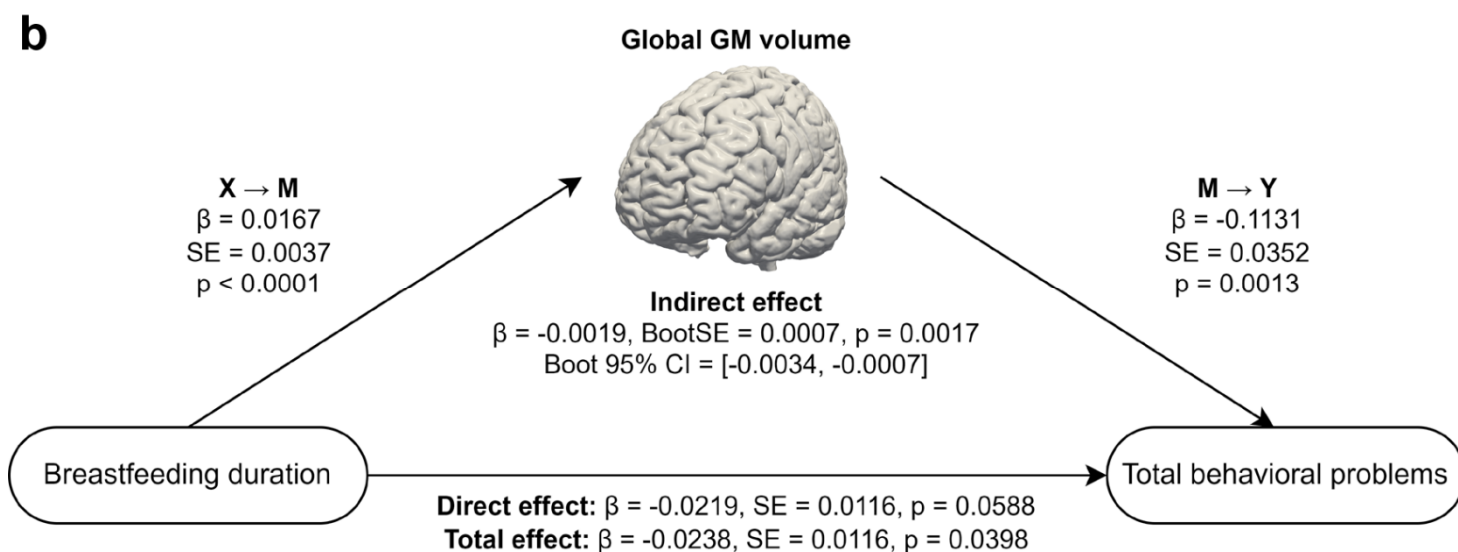 b
Global GM volume
X → M
β = 0.0167
SE = 0.0037
p < 0.0001
M → Y
β = -0.1131
SE = 0.0352
p = 0.0013
Indirect effect
β = -0.0019, BootSE = 0.0007, p = 0.0017
Boot 95% CI = [-0.0034, -0.0007]
Breastfeeding duration
Total behavioral problems
Direct effect: β = -0.0219, SE = 0.0116, p = 0.0588
Total effect: β = -0.0238, SE = 0.0116, p = 0.0398